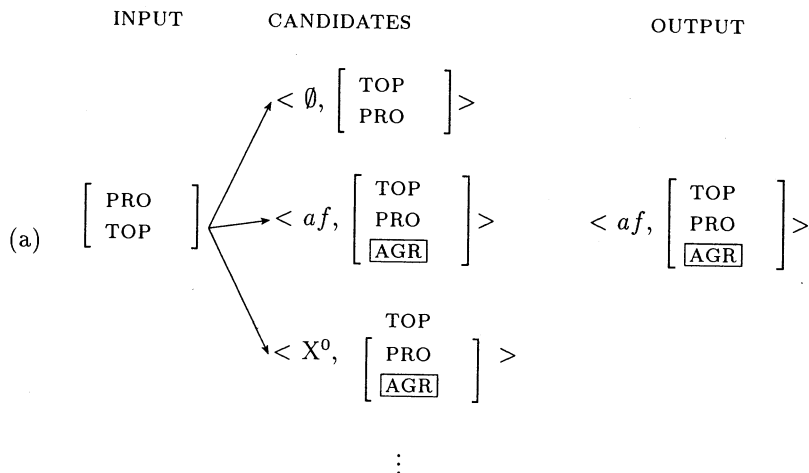 INPUT CANDIDATES OUTPUT
< ∅, [ TOP PRO ] >
(a) [ PRO TOP ] < af, [ TOP PRO AGR ] > < af, [ TOP PRO AGR ] >
< X⁰, [ TOP PRO AGR ] >
⋮